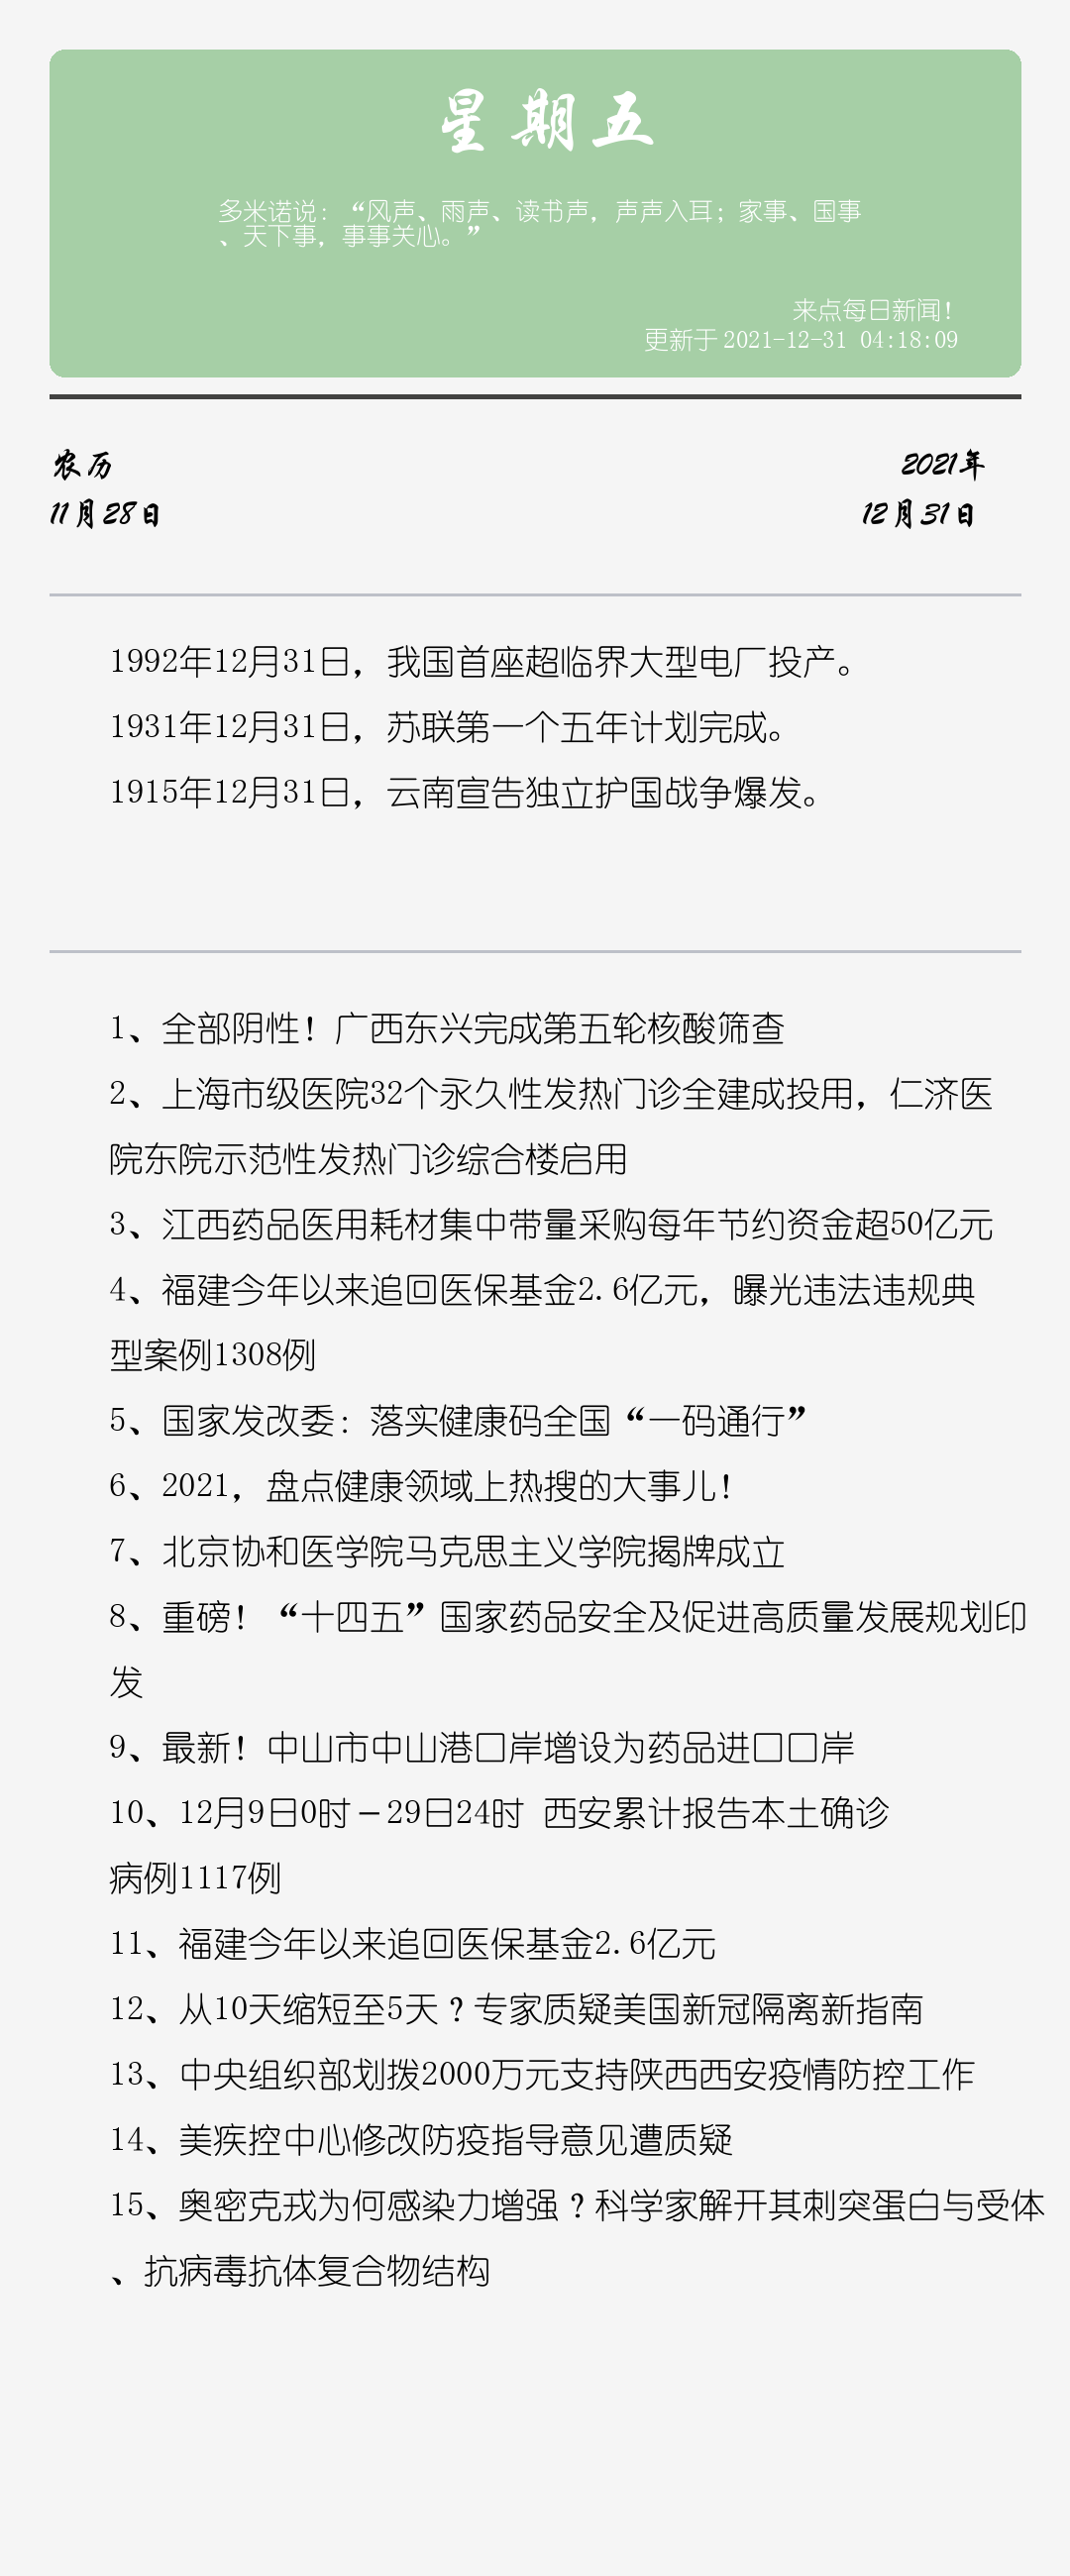 星期五
多米诺说：“风声、雨声、读书声，声声入耳；家事、国事
、天下事，事事关心。”
来点每日新闻！
更新于 2021-12-31 04:18:09
农历
2021年
11月28日
12月31日
1992年12月31日，我国首座超临界大型电厂投产。
1931年12月31日，苏联第一个五年计划完成。
1915年12月31日，云南宣告独立护国战争爆发。
1、全部阴性！广西东兴完成第五轮核酸筛查
2、上海市级医院32个永久性发热门诊全建成投用，仁济医
院东院示范性发热门诊综合楼启用
3、江西药品医用耗材集中带量采购每年节约资金超50亿元
4、福建今年以来追回医保基金2.6亿元，曝光违法违规典
型案例1308例
5、国家发改委：落实健康码全国“一码通行”
6、2021，盘点健康领域上热搜的大事儿！
7、北京协和医学院马克思主义学院揭牌成立
8、重磅！“十四五”国家药品安全及促进高质量发展规划印
发
9、最新！中山市中山港口岸增设为药品进口口岸
10、12月9日0时－29日24时 西安累计报告本土确诊
病例1117例
11、福建今年以来追回医保基金2.6亿元
12、从10天缩短至5天？专家质疑美国新冠隔离新指南
13、中央组织部划拨2000万元支持陕西西安疫情防控工作
14、美疾控中心修改防疫指导意见遭质疑
15、奥密克戎为何感染力增强？科学家解开其刺突蛋白与受体
、抗病毒抗体复合物结构